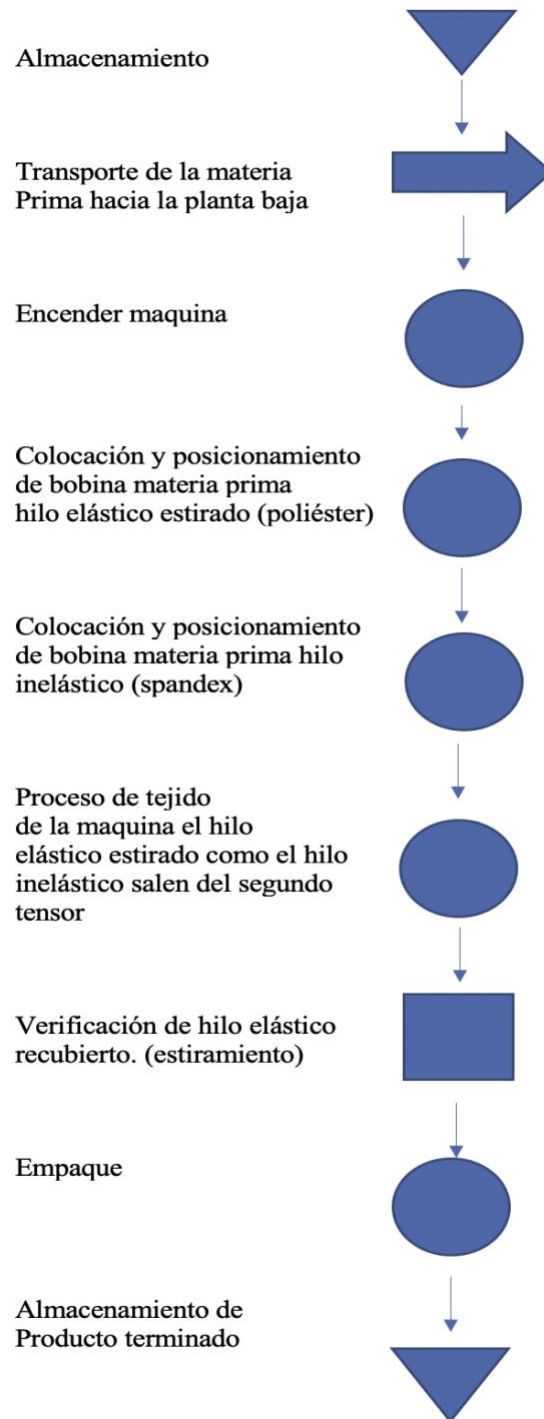 Almacenamiento
Transporte de la materia
Prima hacia la planta baja
Encender maquina
Colocación y posicionamiento
de bobina materia prima
hilo elástico estirado (poliéster)
Colocación y posicionamiento
de bobina materia prima hilo
inelástico (spandex)
Proceso de tejido
de la maquina el hilo
elástico estirado como el hilo
inelástico salen del segundo
tensor
Verificación de hilo elástico
recubierto. (estiramiento)
Empaque
Almacenamiento de
Producto terminado